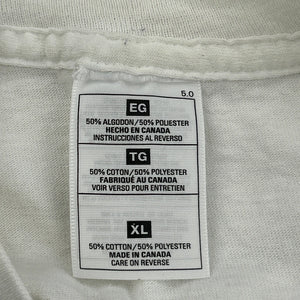 5.0
EG
50% ALGODON/50% POLIESTER
HECHO EN CANADA
INSTRUCCIONES AL REVERSO
TG
50% COTON/50% POLYESTER
FABRIQUÉ AU CANADA
VOIR VERSO POUR ENTRETIEN
XL
50% COTTON/50% POLYESTER
MADE IN CANADA
CARE ON REVERSE